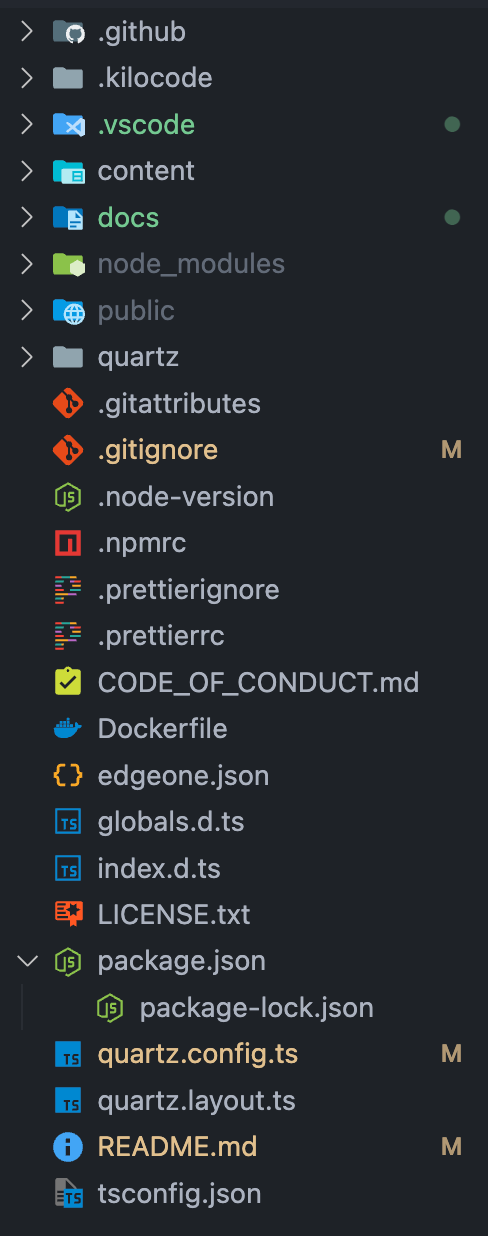 .github
.kilocode
.vscode
content
docs
node_modules
public
quartz
.gitattributes
.gitignore M
.node-version
.npmrc
.prettierignore
.prettierrc
CODE_OF_CONDUCT.md
Dockerfile
edgeone.json
globals.d.ts
index.d.ts
LICENSE.txt
package.json
package-lock.json
quartz.config.ts M
quartz.layout.ts
README.md M
tsconfig.json